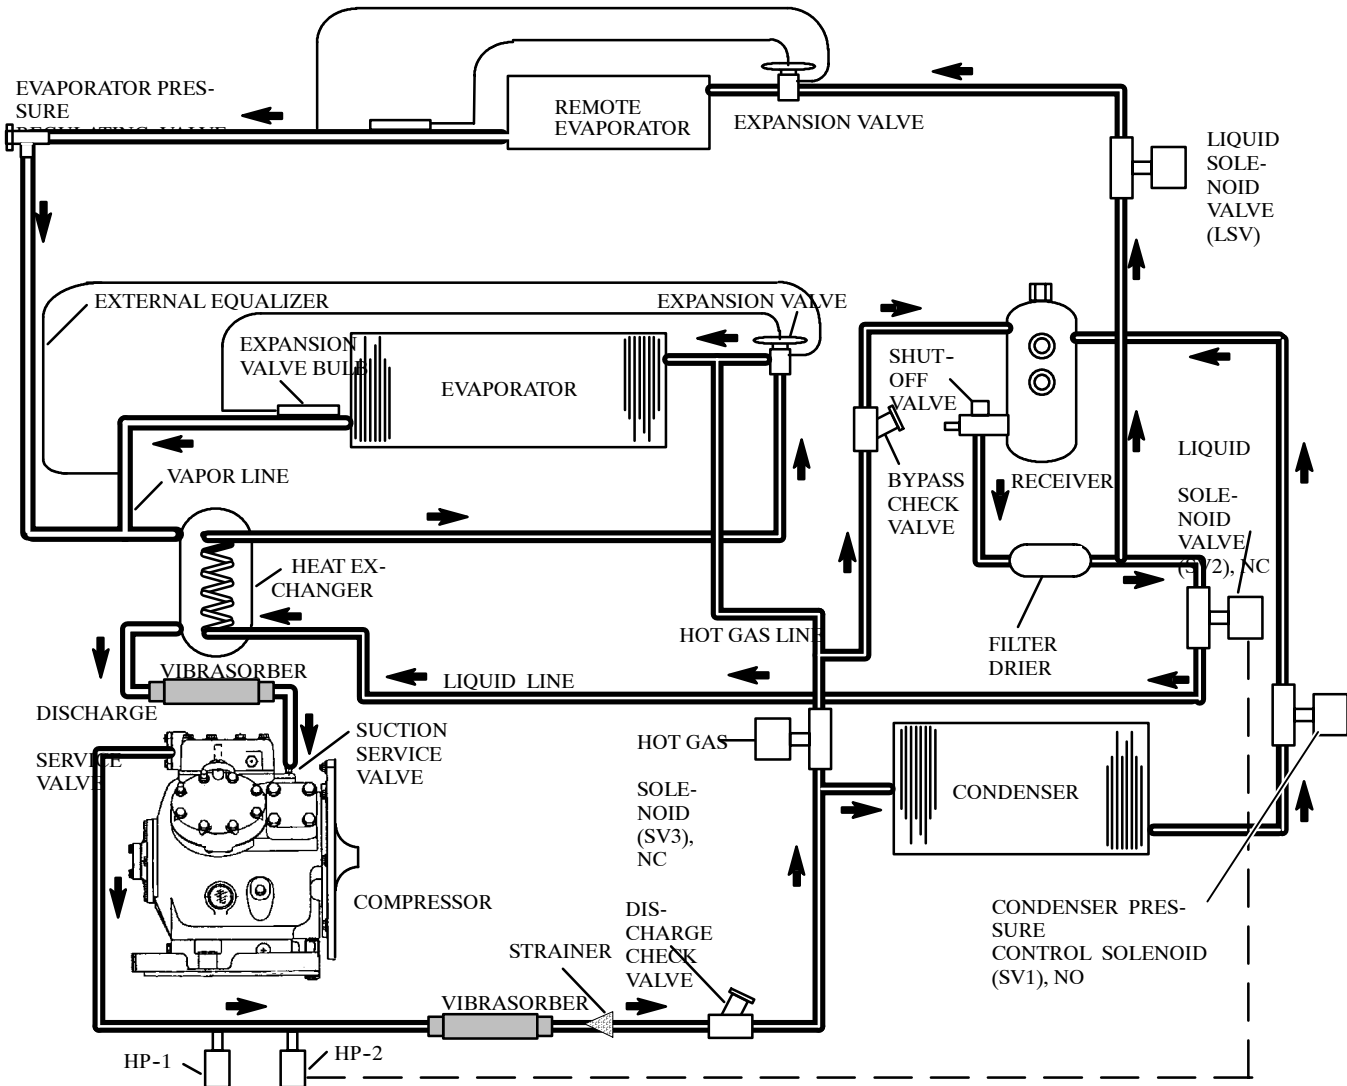 EVAPORATOR PRES-
SURE
REGULATING VALVE
REMOTE
EVAPORATOR
EXPANSION VALVE
LIQUID
SOLE-
NOID
VALVE
(LSV)
EXTERNAL EQUALIZER
EXPANSION VALVE
EXPANSION
VALVE BULB
EVAPORATOR
SHUT-
OFF
VALVE
VAPOR LINE
BYPASS
CHECK
VALVE
RECEIVER
LIQUID
SOLE-
NOID
VALVE
(SV2), NC
HEAT EX-
CHANGER
HOT GAS LINE
FILTER
DRIER
VIBRASORBER
LIQUID LINE
DISCHARGE
SERVICE
VALVE
SUCTION
SERVICE
VALVE
HOT GAS
SOLE-
NOID
(SV3),
NC
CONDENSER
COMPRESSOR
DIS-
CHARGE
CHECK
VALVE
STRAINER
CONDENSER PRES-
SURE
CONTROL SOLENOID
(SV1), NO
VIBRASORBER
HP-1
HP-2